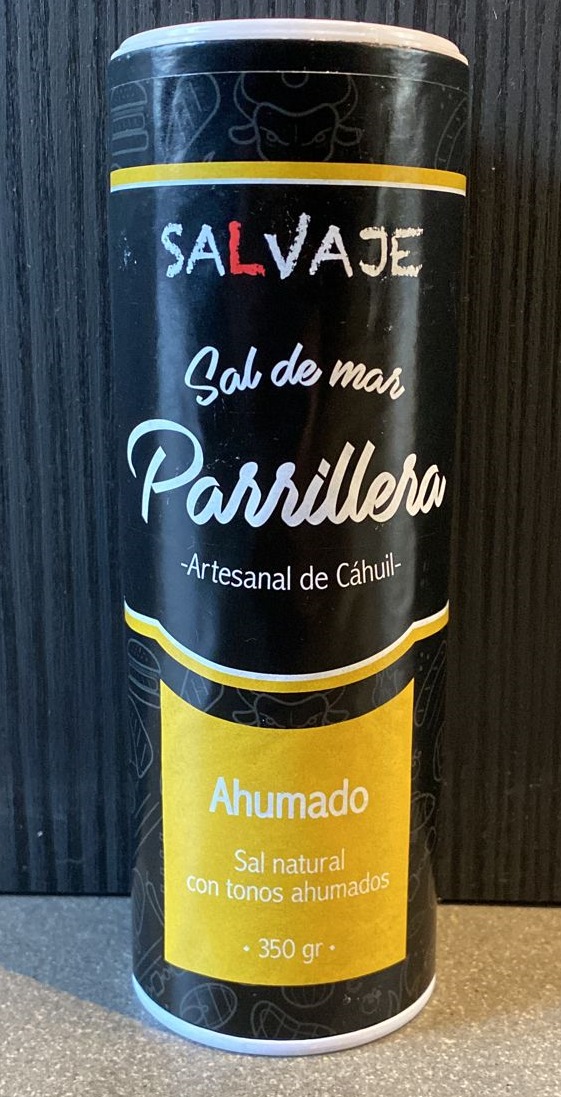 SALVAJE
Sal de mar
Parrillera
-Artesanal de Cáhuil-
Ahumado
Sal natural
con tonos ahumados
• 350 gr •